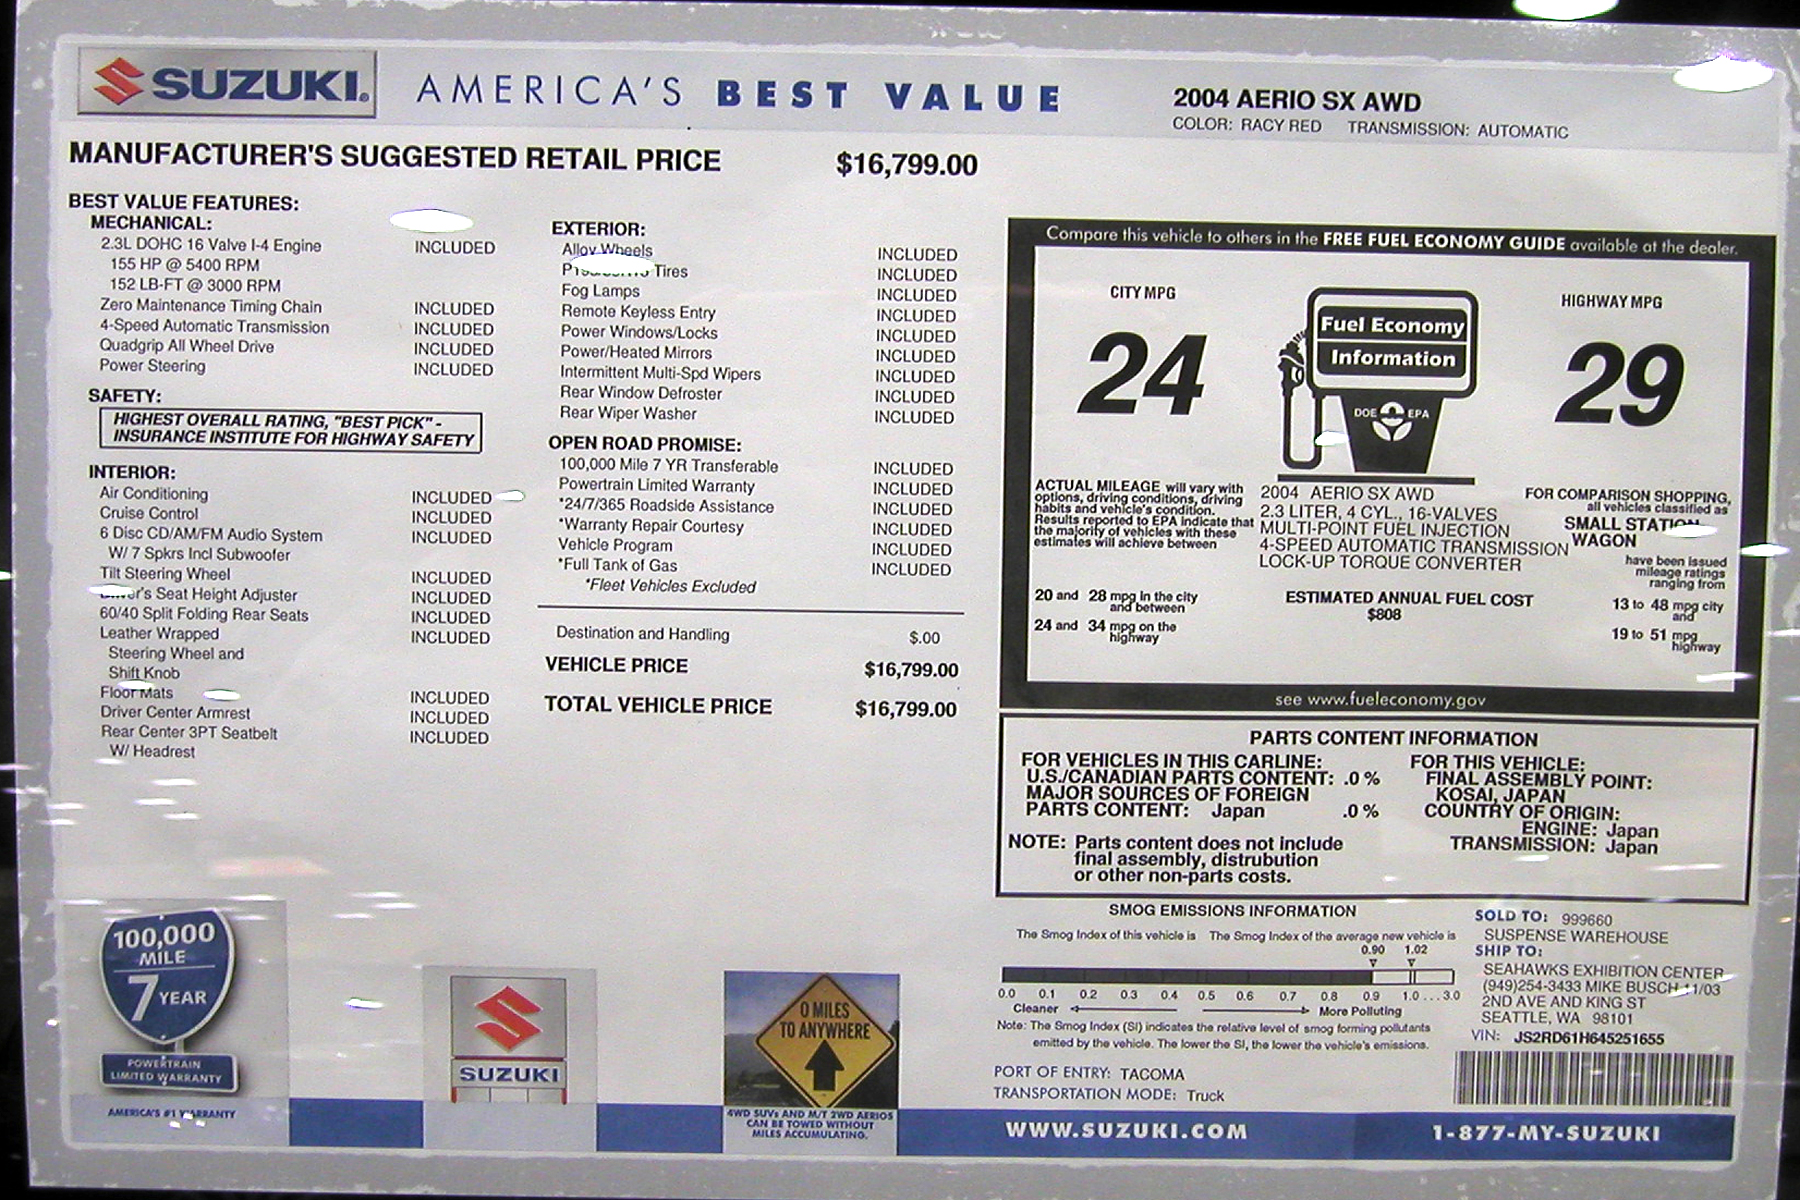 SUZUKI® AMERICA'S BEST VALUE
2004 AERIO SX AWD
COLOR: RACY RED TRANSMISSION: AUTOMATIC
MANUFACTURER'S SUGGESTED RETAIL PRICE $16,799.00
BEST VALUE FEATURES:
MECHANICAL:
2.3L DOHC 16 Valve I-4 Engine INCLUDED
155 HP @ 5400 RPM
152 LB-FT @ 3000 RPM
Zero Maintenance Timing Chain INCLUDED
4-Speed Automatic Transmission INCLUDED
Quadgrip All Wheel Drive INCLUDED
Power Steering INCLUDED
SAFETY:
HIGHEST OVERALL RATING, "BEST PICK" -
INSURANCE INSTITUTE FOR HIGHWAY SAFETY
INTERIOR:
Air Conditioning INCLUDED
Cruise Control INCLUDED
6 Disc CD/AM/FM Audio System INCLUDED
W/ 7 Spkrs Incl Subwoofer
Tilt Steering Wheel INCLUDED
Driver's Seat Height Adjuster INCLUDED
60/40 Split Folding Rear Seats INCLUDED
Leather Wrapped INCLUDED
Steering Wheel and
Shift Knob
Floor Mats INCLUDED
Driver Center Armrest INCLUDED
Rear Center 3PT Seatbelt INCLUDED
W/ Headrest
EXTERIOR:
Alloy Wheels INCLUDED
Tires INCLUDED
Fog Lamps INCLUDED
Remote Keyless Entry INCLUDED
Power Windows/Locks INCLUDED
Power/Heated Mirrors INCLUDED
Intermittent Multi-Spd Wipers INCLUDED
Rear Window Defroster INCLUDED
Rear Wiper Washer INCLUDED
OPEN ROAD PROMISE:
100,000 Mile 7 YR Transferable INCLUDED
Powertrain Limited Warranty INCLUDED
*24/7/365 Roadside Assistance INCLUDED
*Warranty Repair Courtesy INCLUDED
Vehicle Program INCLUDED
*Full Tank of Gas INCLUDED
*Fleet Vehicles Excluded
Destination and Handling $.00
VEHICLE PRICE $16,799.00
TOTAL VEHICLE PRICE $16,799.00
Compare this vehicle to others in the FREE FUEL ECONOMY GUIDE available at the dealer.
CITY MPG
24
Fuel Economy
Information
DOE EPA
HIGHWAY MPG
29
ACTUAL MILEAGE will vary with
options, driving conditions, driving
habits and vehicle's condition.
Results reported to EPA indicate that
the majority of vehicles with these
estimates will achieve between
20 and 28 mpg in the city
and between
24 and 34 mpg on the
highway
2004 AERIO SX AWD
2.3 LITER, 4 CYL., 16-VALVES
MULTI-POINT FUEL INJECTION
4-SPEED AUTOMATIC TRANSMISSION
LOCK-UP TORQUE CONVERTER
ESTIMATED ANNUAL FUEL COST
$808
FOR COMPARISON SHOPPING,
all vehicles classified as
SMALL STATION
WAGON
have been issued
mileage ratings
ranging from
13 to 48 mpg city
and
19 to 51 mpg
highway
see www.fueleconomy.gov
PARTS CONTENT INFORMATION
FOR VEHICLES IN THIS CARLINE:
U.S./CANADIAN PARTS CONTENT: .0 %
MAJOR SOURCES OF FOREIGN
PARTS CONTENT: Japan .0 %
NOTE: Parts content does not include
final assembly, distrubution
or other non-parts costs.
FOR THIS VEHICLE:
FINAL ASSEMBLY POINT:
KOSAI, JAPAN
COUNTRY OF ORIGIN:
ENGINE: Japan
TRANSMISSION: Japan
SMOG EMISSIONS INFORMATION
The Smog Index of this vehicle is The Smog Index of the average new vehicle is
0.90 1.02
0.0 0.1 0.2 0.3 0.4 0.5 0.6 0.7 0.8 0.9 1.0 ... 3.0
Cleaner More Polluting
Note: The Smog Index (SI) indicates the relative level of smog forming pollutants
emitted by the vehicle. The lower the SI, the lower the vehicle's emissions.
PORT OF ENTRY: TACOMA
TRANSPORTATION MODE: Truck
SOLD TO: 999660
SUSPENSE WAREHOUSE
SHIP TO:
SEAHAWKS EXHIBITION CENTER
(949)254-3433 MIKE BUSCH 11/03
2ND AVE AND KING ST
SEATTLE, WA 98101
VIN: JS2RD61H645251655
100,000
MILE
7 YEAR
POWERTRAIN
LIMITED WARRANTY
AMERICA'S #1 WARRANTY
SUZUKI
0 MILES
TO ANYWHERE
4WD SUVs AND M/T 2WD AERIOS
CAN BE TOWED WITHOUT
MILES ACCUMULATING.
WWW.SUZUKI.COM
1-877-MY-SUZUKI